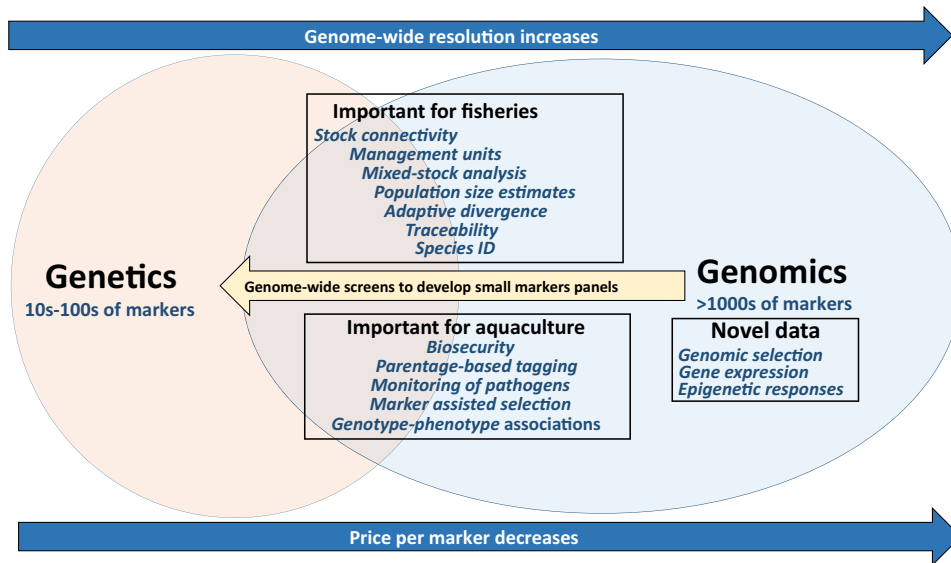 Genome-wide resolution increases
Important for fisheries
Stock connectivity
Management units
Mixed-stock analysis
Population size estimates
Adaptive divergence
Traceability
Species ID
Genetics
10s-100s of markers
Genome-wide screens to develop small markers panels
Genomics
>1000s of markers
Important for aquaculture
Biosecurity
Parentage-based tagging
Monitoring of pathogens
Marker assisted selection
Genotype-phenotype associations
Novel data
Genomic selection
Gene expression
Epigenetic responses
Price per marker decreases